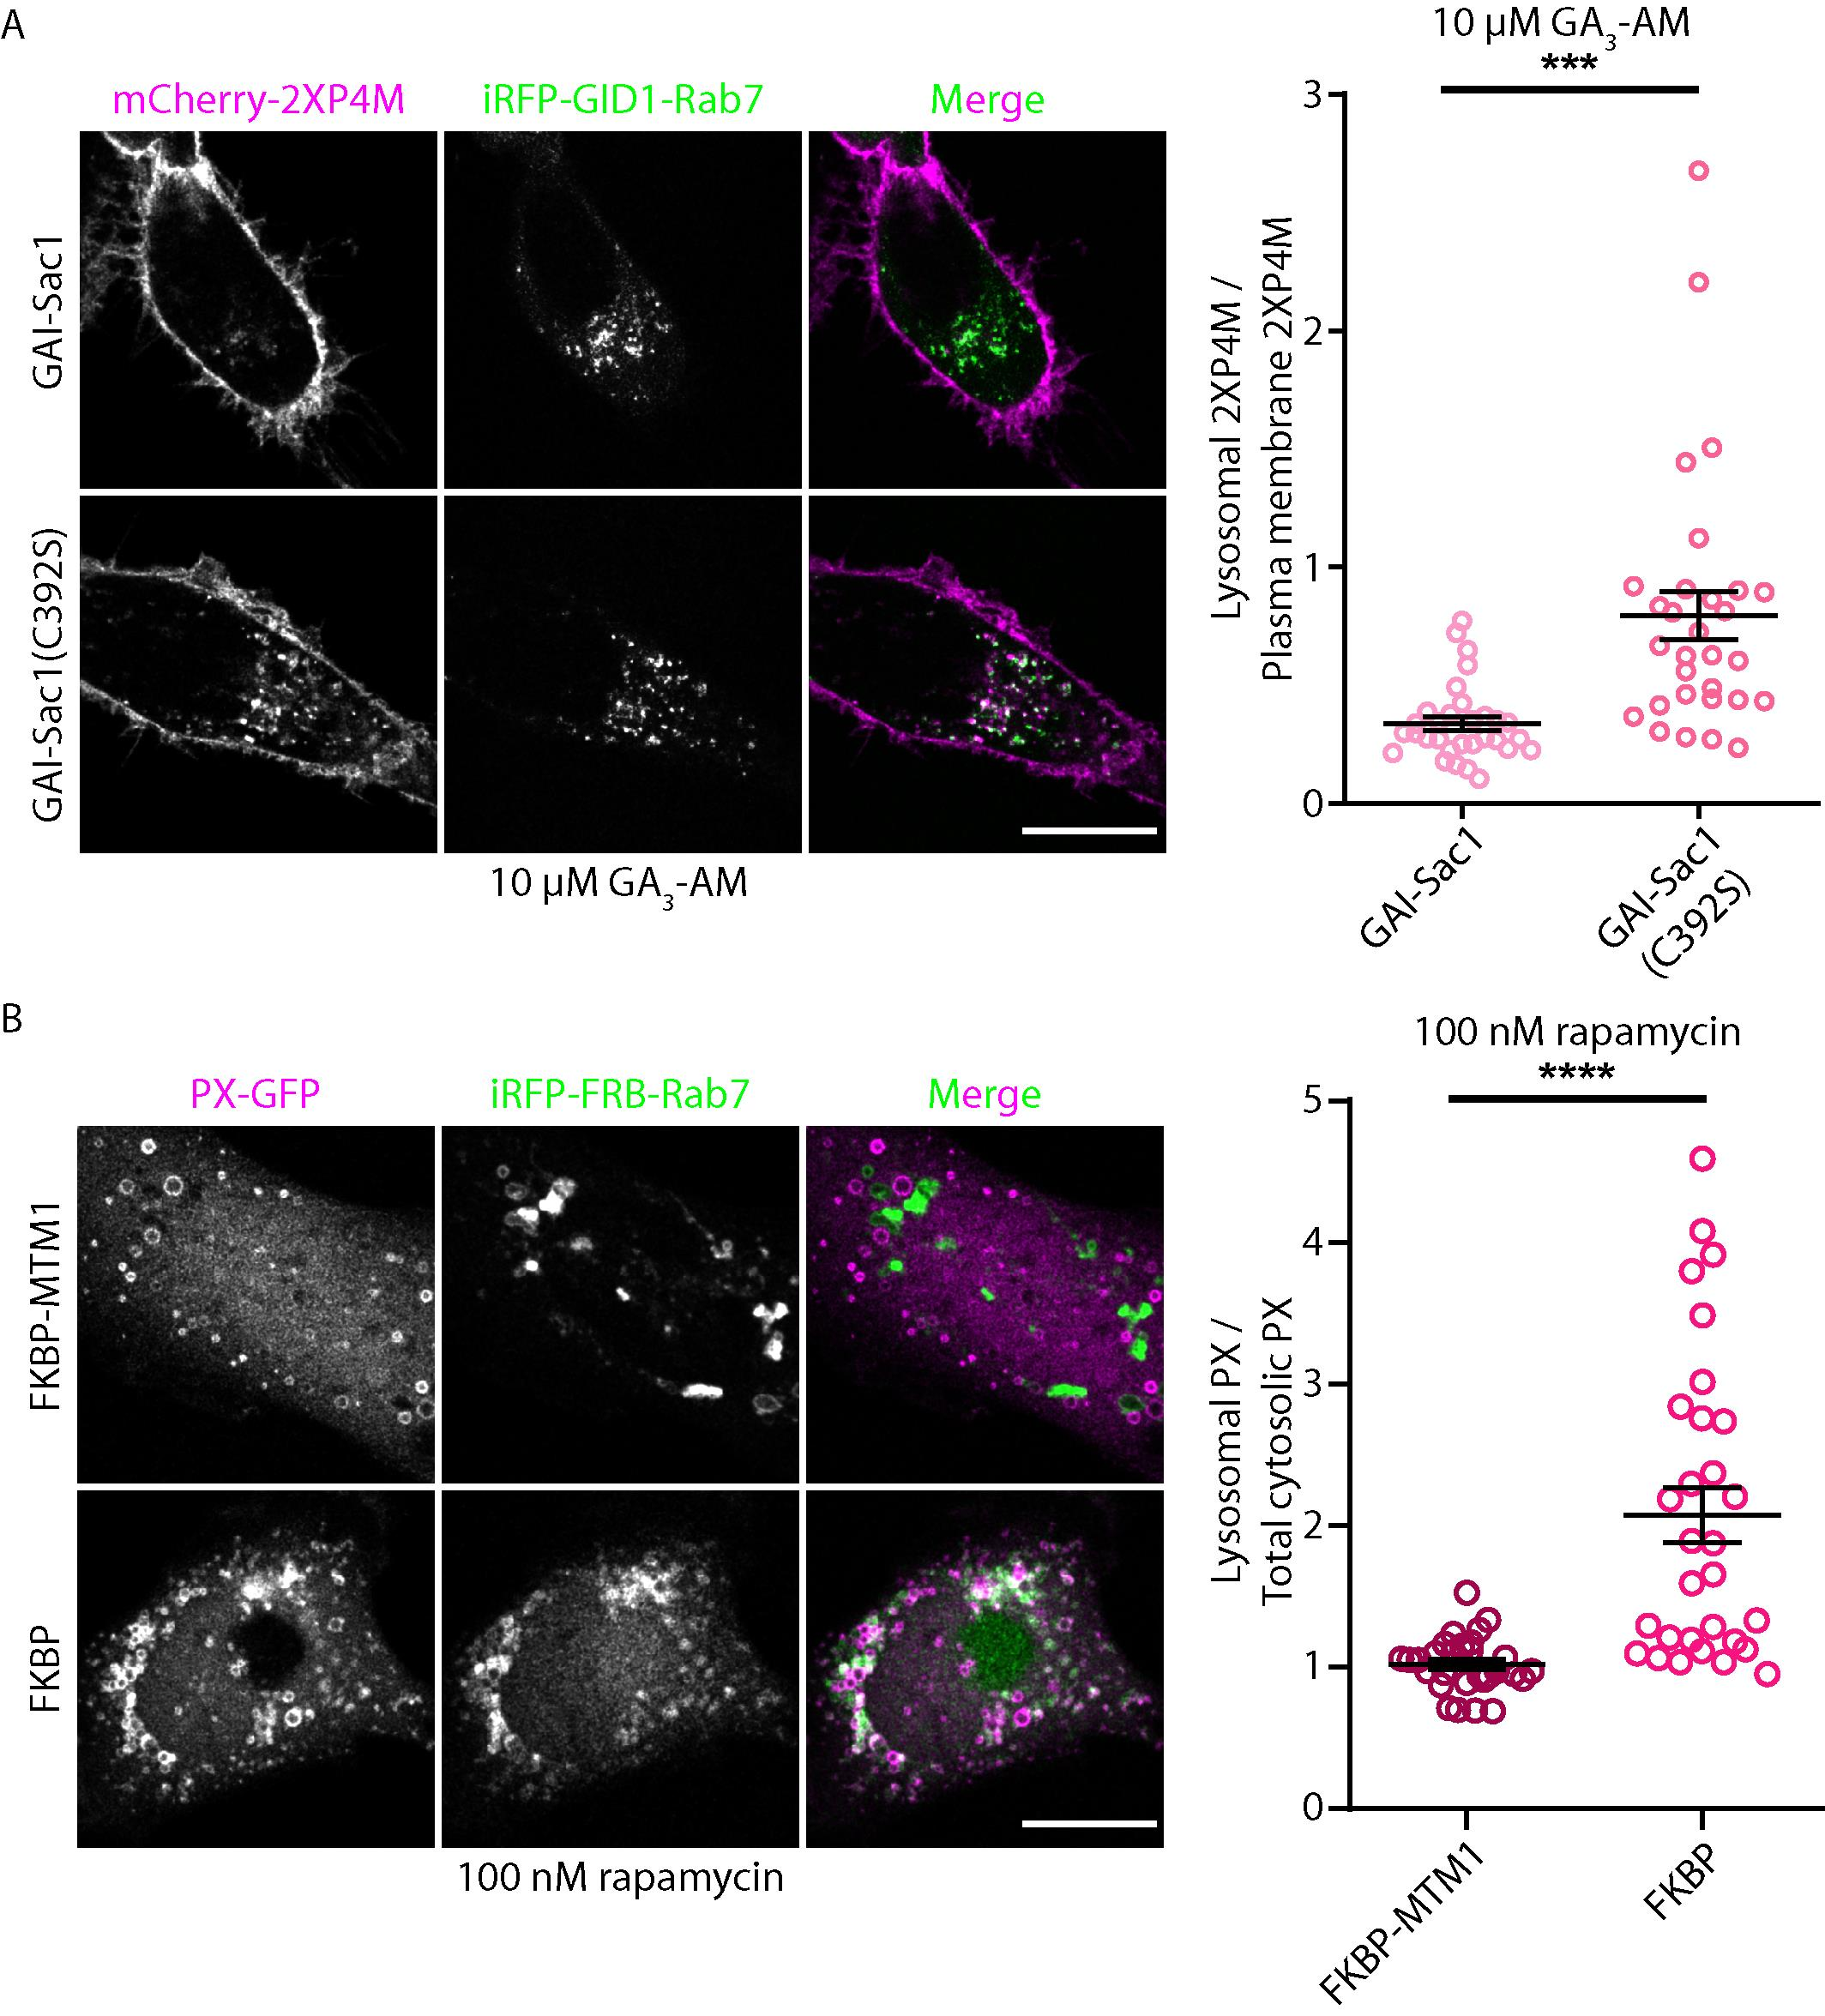 A
mCherry-2XP4M
iRFP-GID1-Rab7
Merge
GAI-Sac1
GAI-Sac1(C392S)
10 µM GA3-AM
10 µM GA3-AM
***
Lysosomal 2XP4M /
Plasma membrane 2XP4M
3
2
1
0
GAI-Sac1
GAI-Sac1
(C392S)
B
PX-GFP
iRFP-FRB-Rab7
Merge
FKBP-MTM1
FKBP
100 nM rapamycin
100 nM rapamycin
****
Lysosomal PX /
Total cytosolic PX
5
4
3
2
1
0
FKBP-MTM1
FKBP